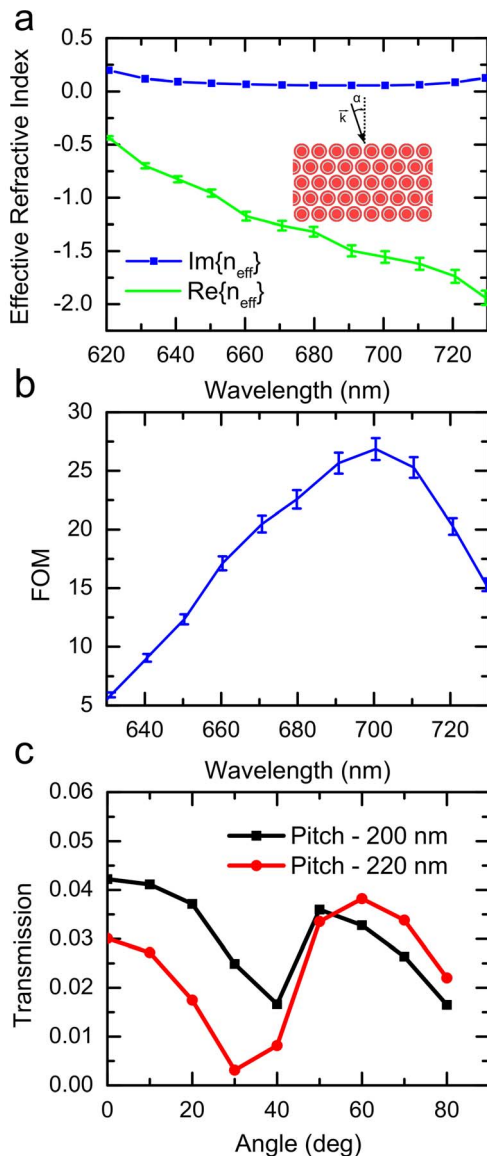 a
Effective Refractive Index
0.5
0.0
-0.5
-1.0
-1.5
-2.0
α
k
Im{n_eff}
Re{n_eff}
620 640 660 680 700 720
Wavelength (nm)
b
FOM
30
25
20
15
10
5
640 660 680 700 720
Wavelength (nm)
c
Transmission
0.06
0.05
0.04
0.03
0.02
0.01
0.00
Pitch - 200 nm
Pitch - 220 nm
0 20 40 60 80
Angle (deg)